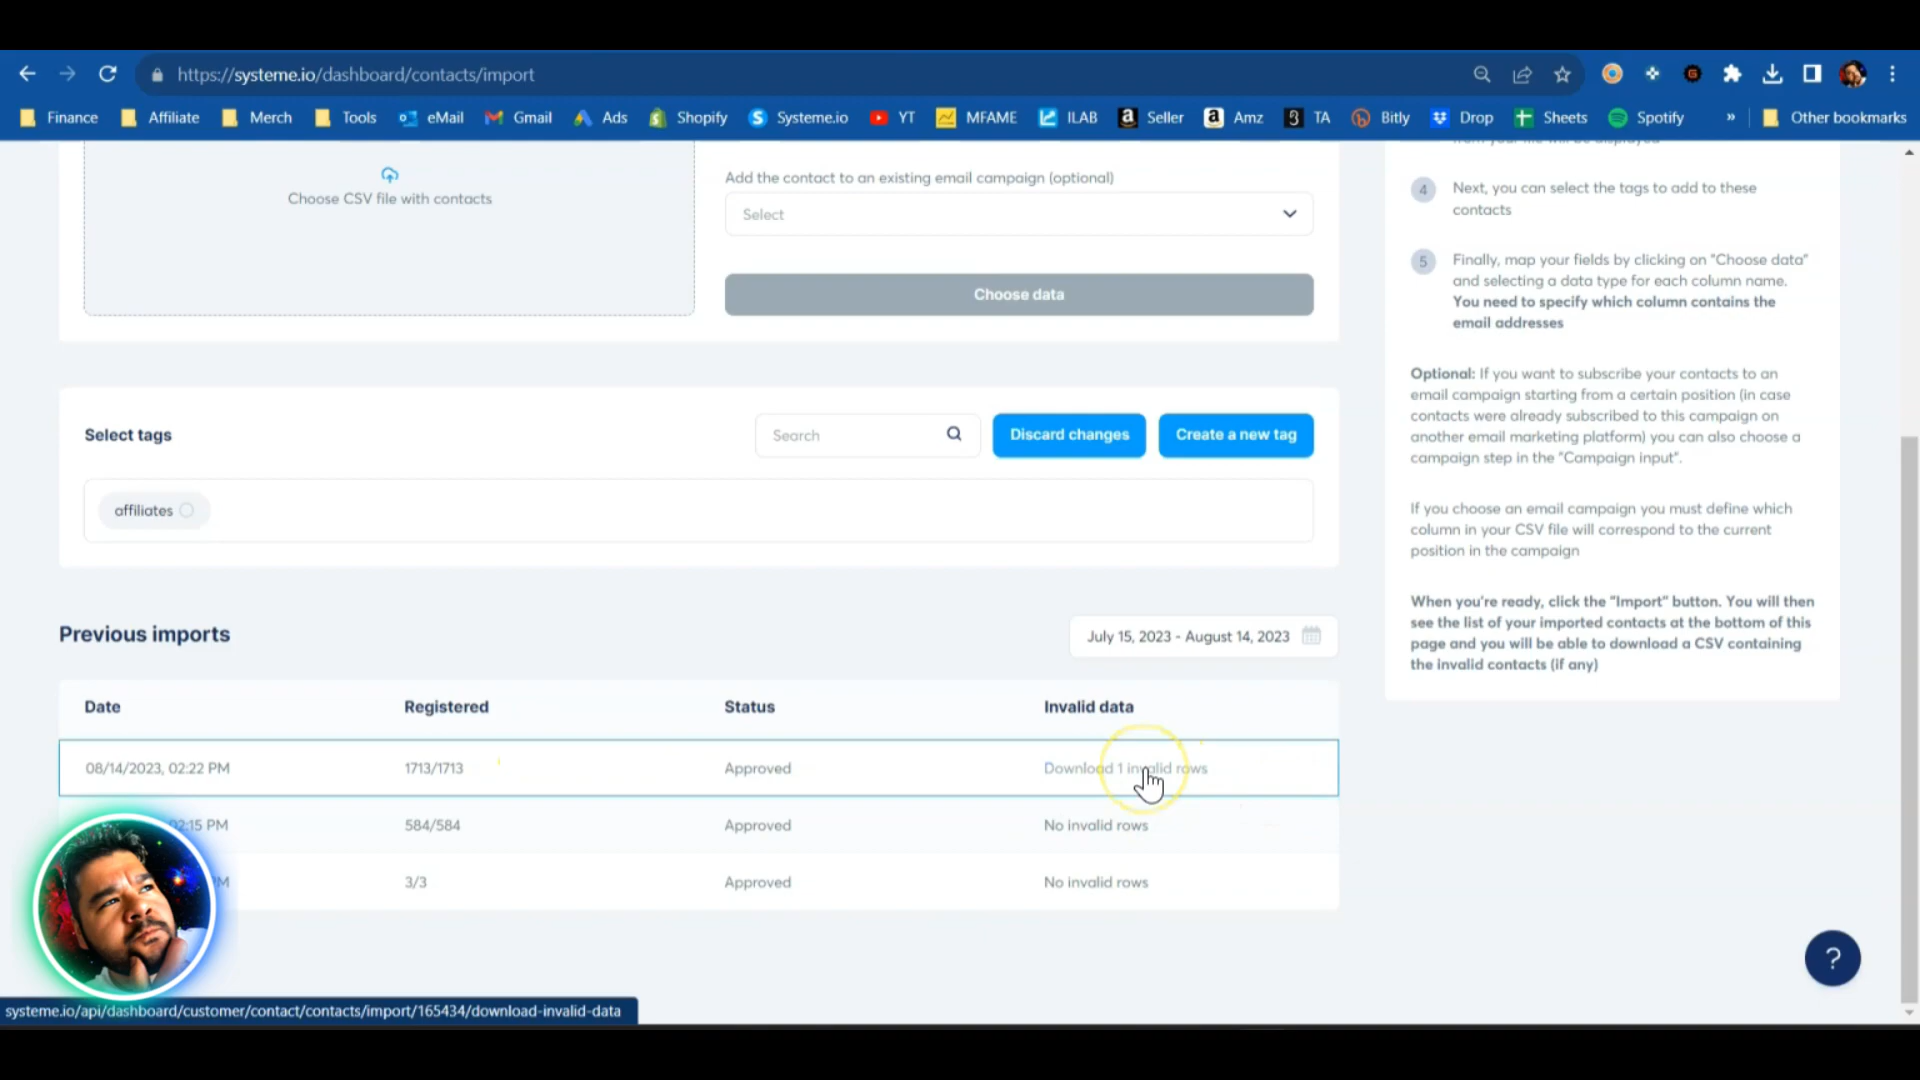 https://systeme.io/dashboard/contacts/import
Finance Affiliate Merch Tools eMail Gmail Ads Shopify Systeme.io YT MFAME ILAB Seller Amz TA Bitly Drop Sheets Spotify » Other bookmarks
from your file will be displayed
Choose CSV file with contacts
Add the contact to an existing email campaign (optional)
Select
Choose data
4 Next, you can select the tags to add to these
contacts
5 Finally, map your fields by clicking on "Choose data"
and selecting a data type for each column name.
You need to specify which column contains the
email addresses
Optional: If you want to subscribe your contacts to an
email campaign starting from a certain position (in case
contacts were already subscribed to this campaign on
another email marketing platform) you can also choose a
campaign step in the "Campaign input".
If you choose an email campaign you must define which
column in your CSV file will correspond to the current
position in the campaign
When you're ready, click the "Import" button. You will then
see the list of your imported contacts at the bottom of this
page and you will be able to download a CSV containing
the invalid contacts (if any)
Select tags
Search
Discard changes
Create a new tag
affiliates
Previous imports
July 15, 2023 - August 14, 2023
Date Registered Status Invalid data
08/14/2023, 02:22 PM 1713/1713 Approved Download 1 invalid rows
02:15 PM 584/584 Approved No invalid rows
PM 3/3 Approved No invalid rows
?
systeme.io/api/dashboard/customer/contact/contacts/import/165434/download-invalid-data